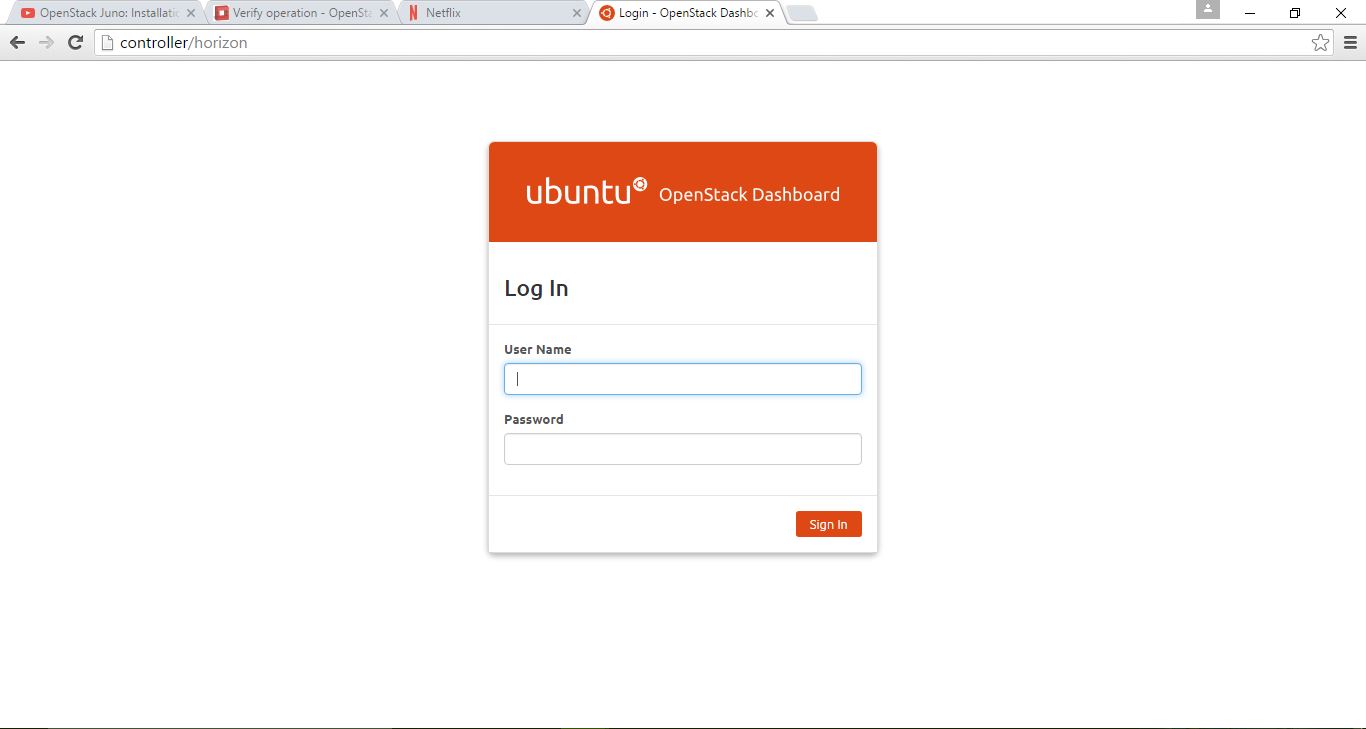 OpenStack Juno: Installatic
Verify operation - OpenSta
Netflix
Login - OpenStack Dashbo
controller/horizon
ubuntu OpenStack Dashboard
Log In
User Name
Password
Sign In